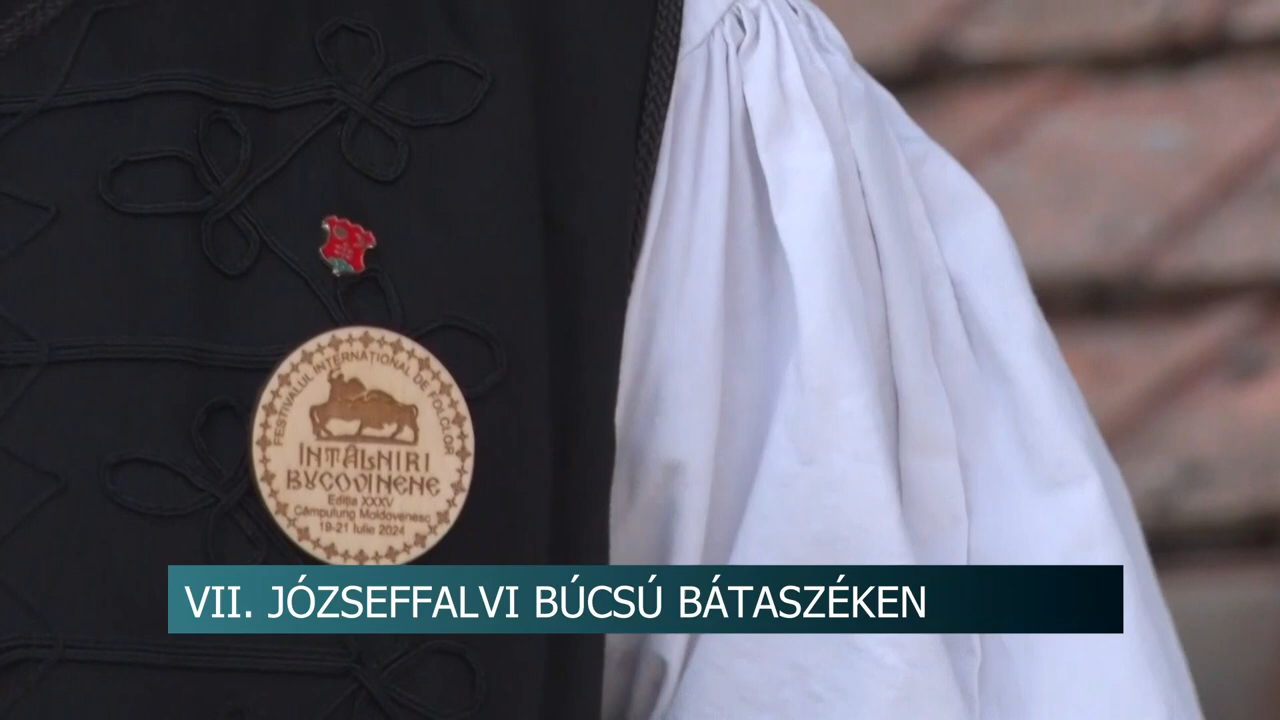 FESTIVALUL INTERNAȚIONAL DE FOLCLOR
ÎNTÂLNIRI
BUCOVINENE
Ediția XXXV
Câmpulung Moldovenesc
19-21 Iulie 2024
VII. JÓZSEFFALVI BÚCSÚ BÁTASZÉKEN